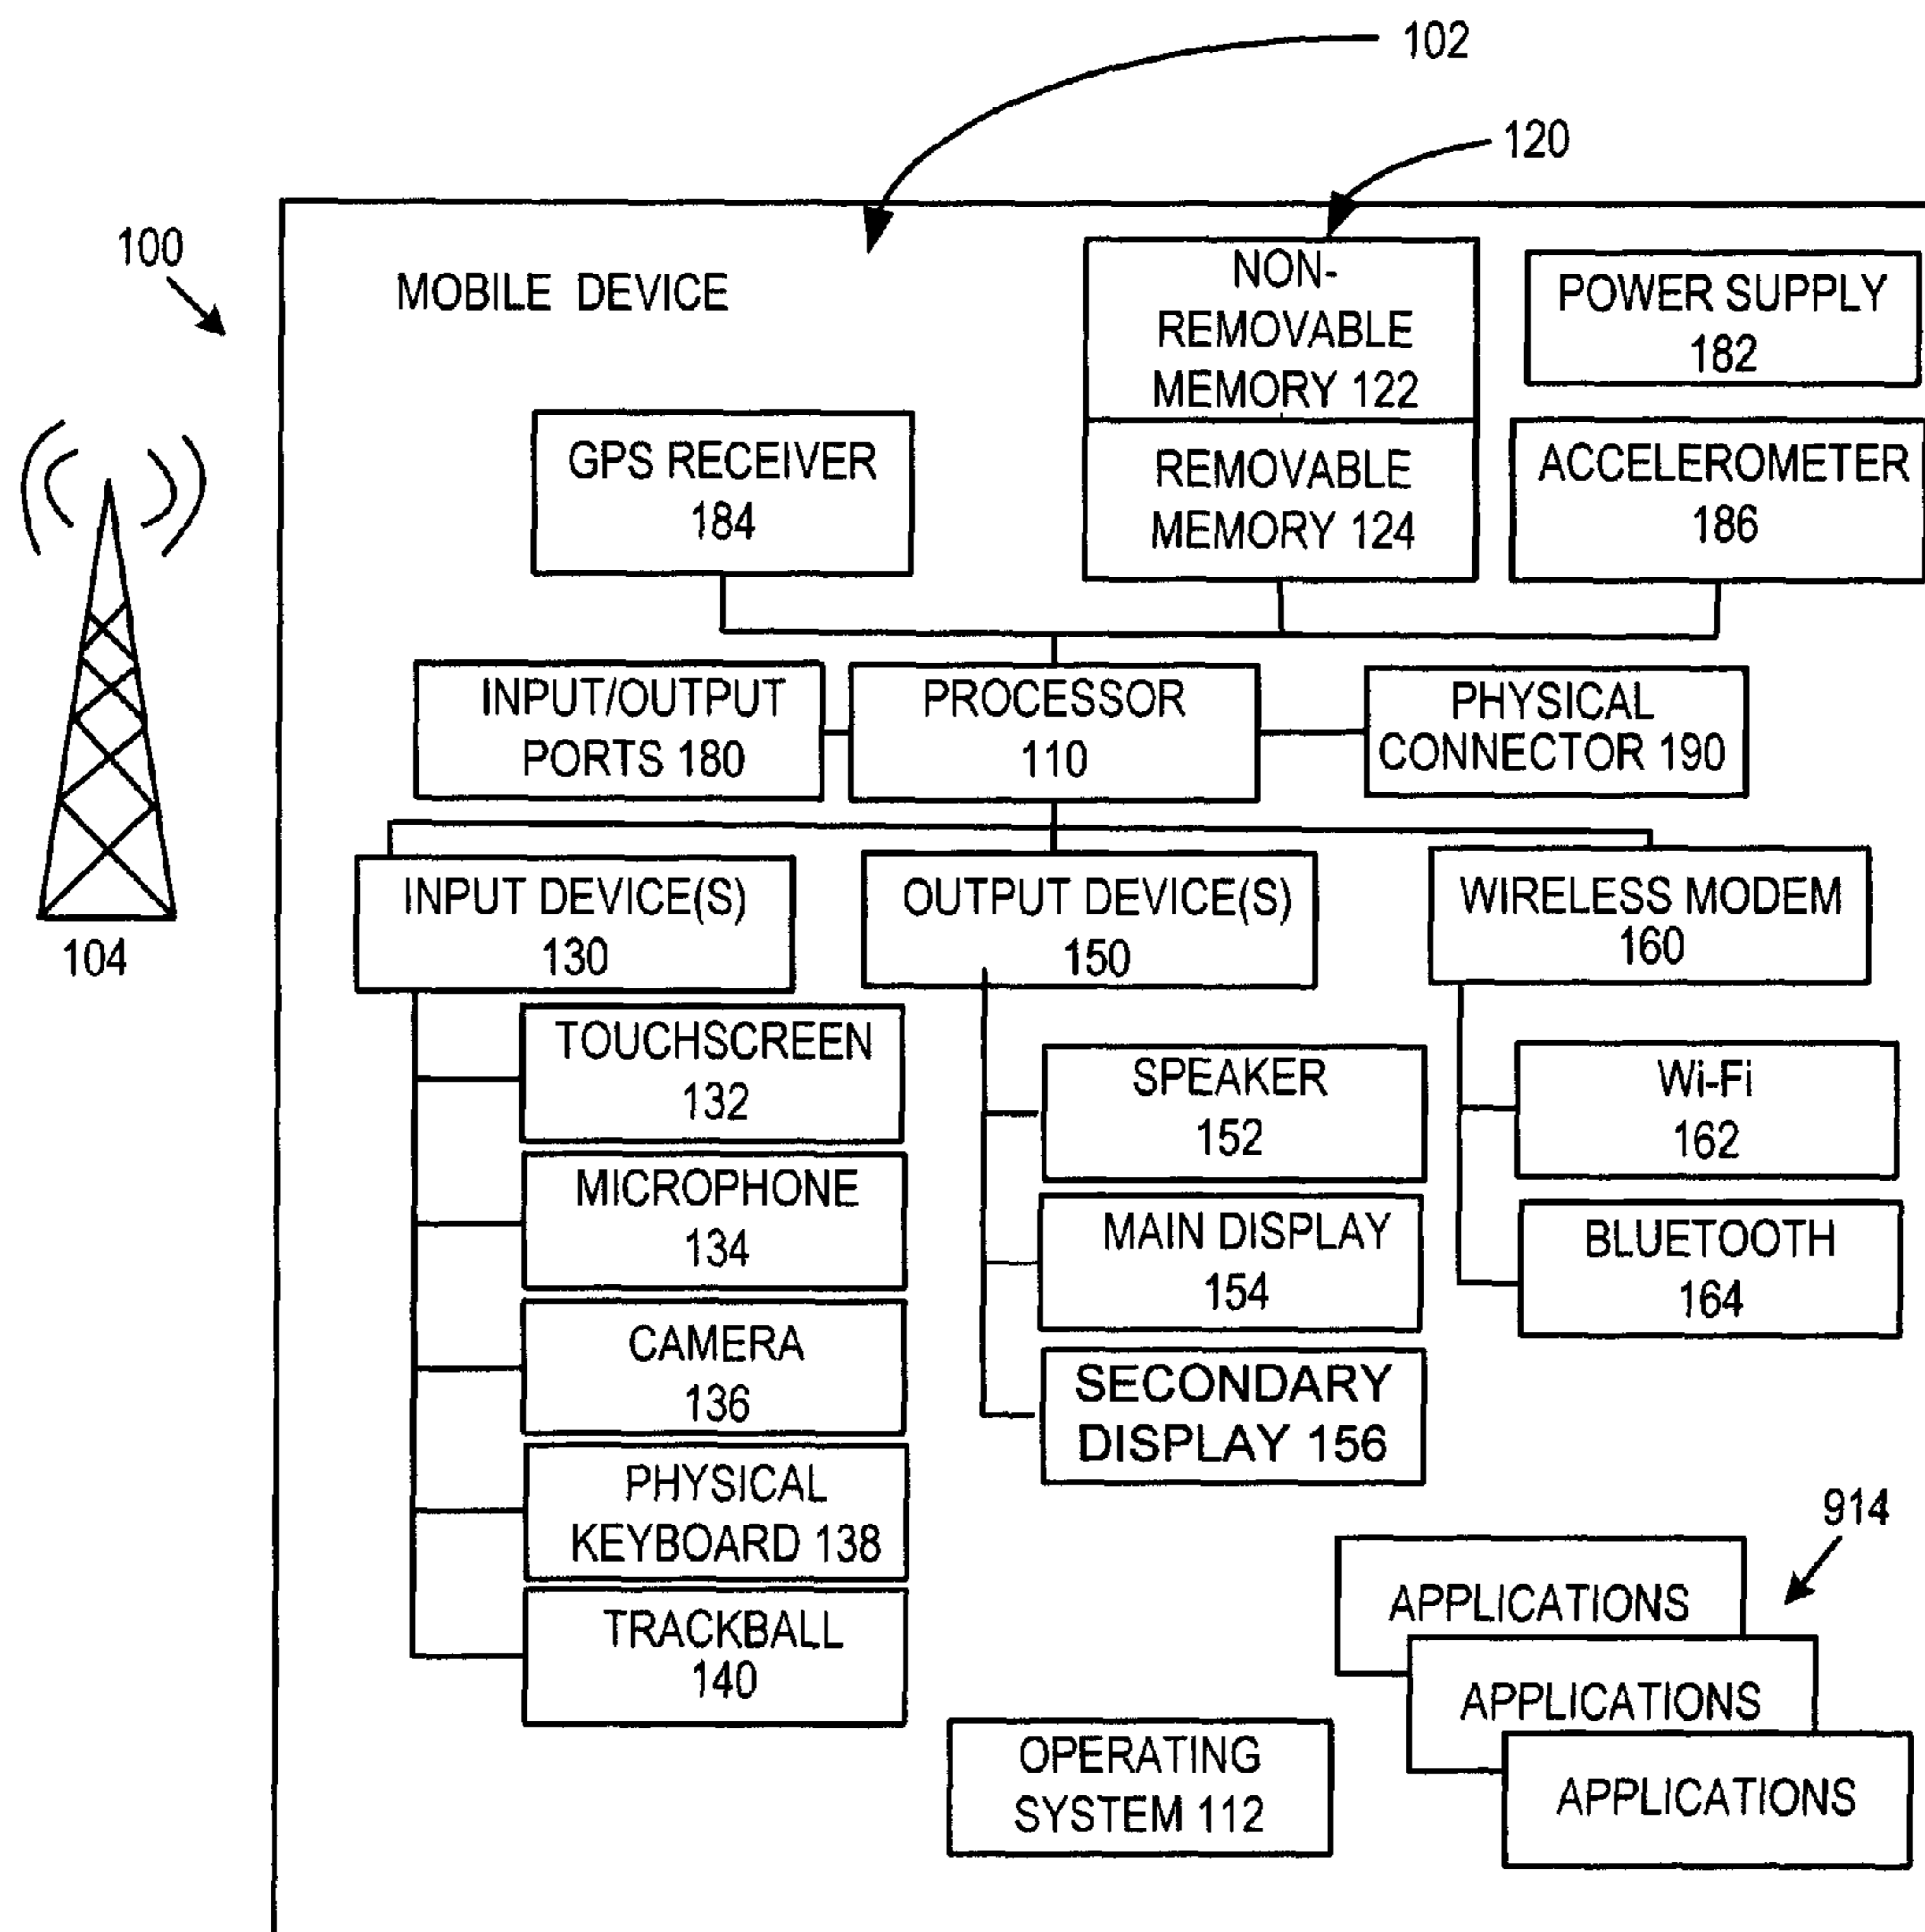 102
120
100
MOBILE DEVICE
NON-
REMOVABLE
MEMORY 122
POWER SUPPLY
182
GPS RECEIVER
184
REMOVABLE
MEMORY 124
ACCELEROMETER
186
INPUT/OUTPUT
PORTS 180
PROCESSOR
110
PHYSICAL
CONNECTOR 190
104
INPUT DEVICE(S)
130
OUTPUT DEVICE(S)
150
WIRELESS MODEM
160
TOUCHSCREEN
132
MICROPHONE
134
CAMERA
136
PHYSICAL
KEYBOARD 138
TRACKBALL
140
SPEAKER
152
MAIN DISPLAY
154
SECONDARY
DISPLAY 156
Wi-Fi
162
BLUETOOTH
164
914
APPLICATIONS
APPLICATIONS
APPLICATIONS
OPERATING
SYSTEM 112